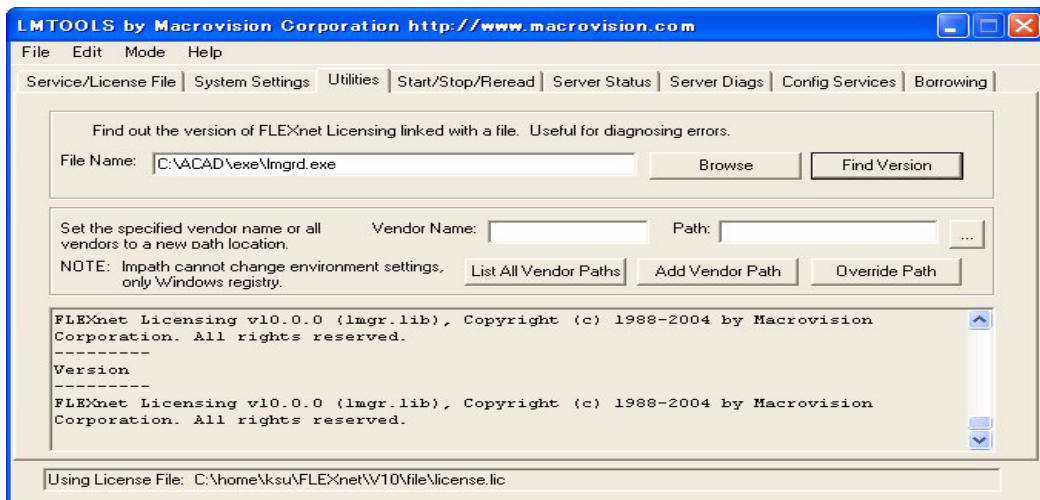 LMTOOLS by Macrovision Corporation http://www.macrovision.com
File Edit Mode Help
Service/License File System Settings Utilities Start/Stop/Reread Server Status Server Diags Config Services Borrowing
Find out the version of FLEXnet Licensing linked with a file. Useful for diagnosing errors.
File Name: C:\ACAD\exe\lmgrd.exe Browse Find Version
Set the specified vendor name or all vendors to a new path location.
Vendor Name: Path: ...
NOTE: lmpath cannot change environment settings, only Windows registry.
List All Vendor Paths Add Vendor Path Override Path
FLEXnet Licensing v10.0.0 (lmgr.lib), Copyright (c) 1988-2004 by Macrovision
Corporation. All rights reserved.
---------
Version
---------
FLEXnet Licensing v10.0.0 (lmgr.lib), Copyright (c) 1988-2004 by Macrovision
Corporation. All rights reserved.
Using License File: C:\home\ksu\FLEXnet\V10\file\license.lic